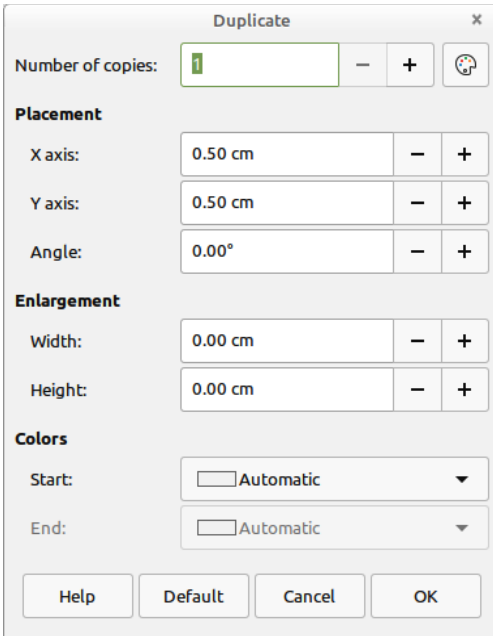 Duplicate
Number of copies: 1
Placement
X axis: 0.50 cm
Y axis: 0.50 cm
Angle: 0.00°
Enlargement
Width: 0.00 cm
Height: 0.00 cm
Colors
Start: Automatic
End: Automatic
Help Default Cancel OK